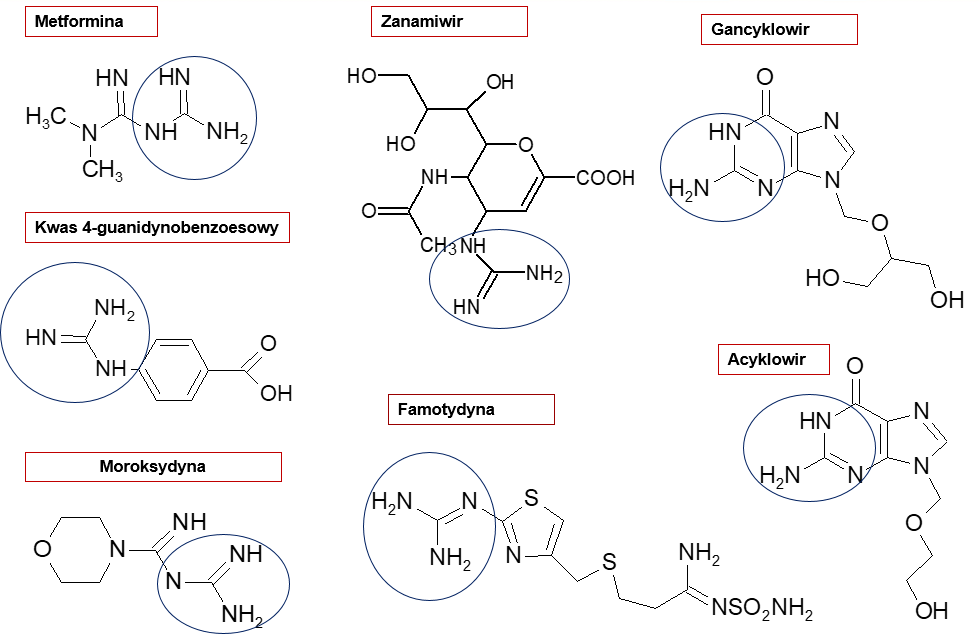 Metformina
HN
HN
H3C
N
NH
NH2
CH3
Zanamiwir
HO
OH
HO
O
NH
COOH
O
CH3
NH
NH2
HN
Gancyklowir
O
HN
N
H2N
N
N
O
HO
OH
Kwas 4-guanidynobenzoesowy
NH2
HN
NH
O
OH
Moroksydyna
NH
O
N
NH
N
NH2
Famotydyna
H2N
N
S
NH2
N
S
NH2
NSO2NH2
Acyklowir
O
HN
N
H2N
N
N
O
OH